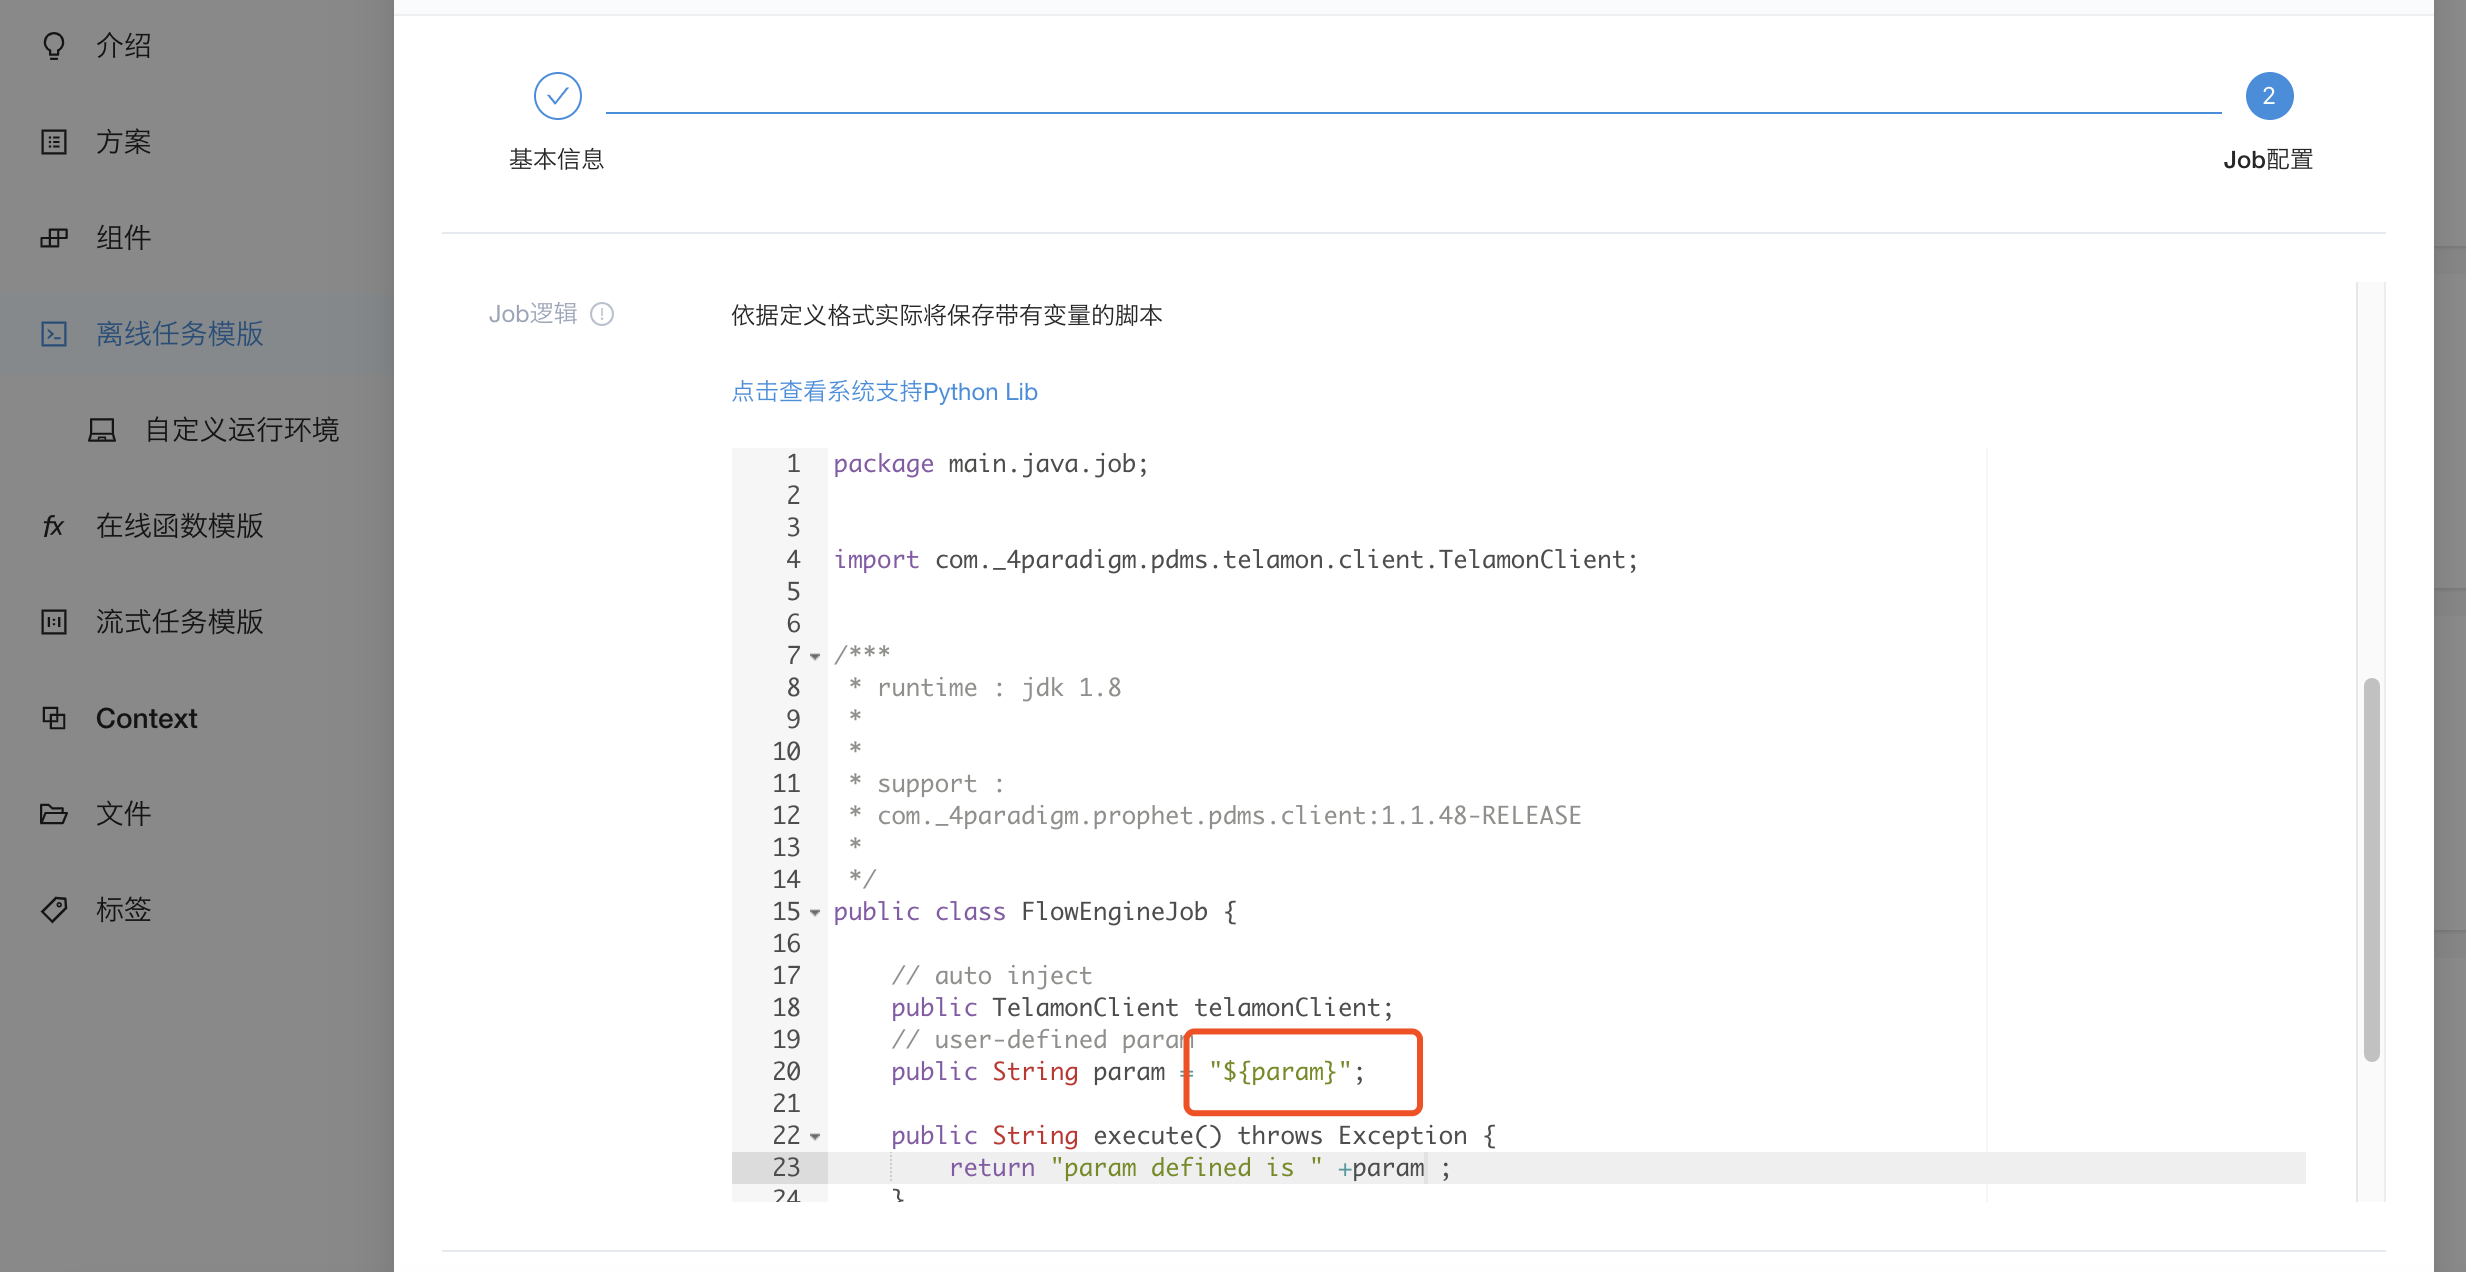 介绍
方案
组件
离线任务模版
自定义运行环境
fx 在线函数模版
流式任务模版
Context
文件
标签
2
基本信息
Job配置
Job逻辑
依据定义格式实际将保存带有变量的脚本
点击查看系统支持Python Lib
1 package main.java.job;
2
3
4 import com._4paradigm.pdms.telamon.client.TelamonClient;
5
6
7 /***
8 * runtime : jdk 1.8
9 *
10 *
11 * support :
12 * com._4paradigm.prophet.pdms.client:1.1.48-RELEASE
13 *
14 */
15 public class FlowEngineJob {
16
17 // auto inject
18 public TelamonClient telamonClient;
19 // user-defined param
20 public String param = "${param}";
21
22 public String execute() throws Exception {
23 return "param defined is " +param ;
24 }